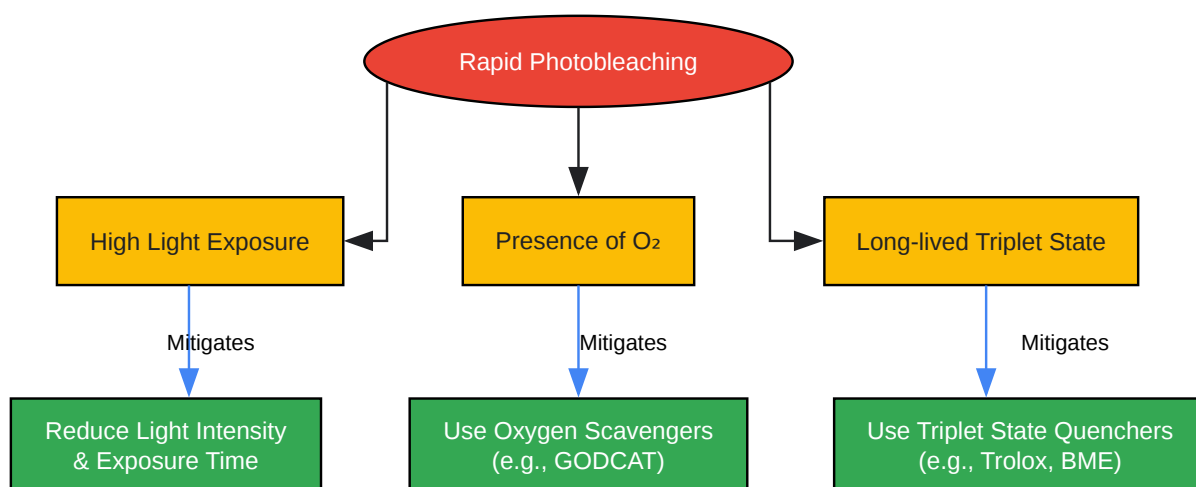 Rapid Photobleaching
High Light Exposure
Presence of O₂
Long-lived Triplet State
Mitigates
Mitigates
Mitigates
Reduce Light Intensity
& Exposure Time
Use Oxygen Scavengers
(e.g., GODCAT)
Use Triplet State Quenchers
(e.g., Trolox, BME)